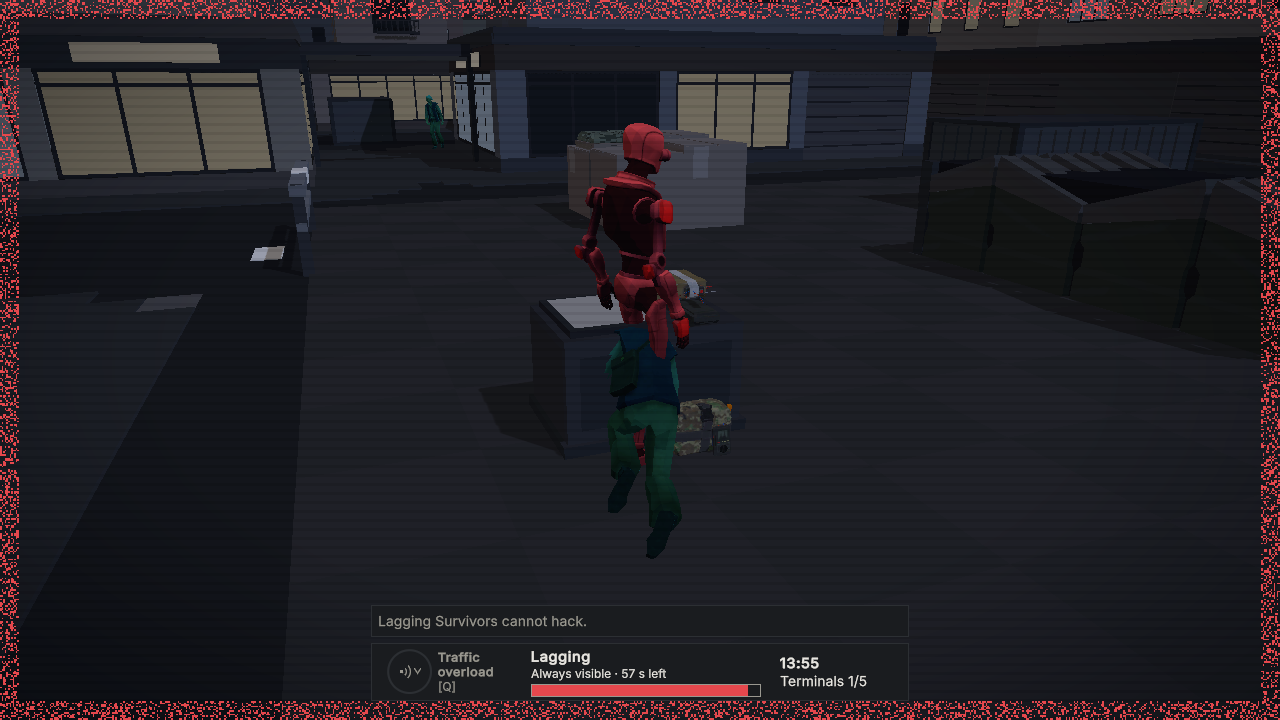 Lagging Survivors cannot hack.
Traffic
overload
[Q]
Lagging
Always visible · 57 s left
13:55
Terminals 1/5